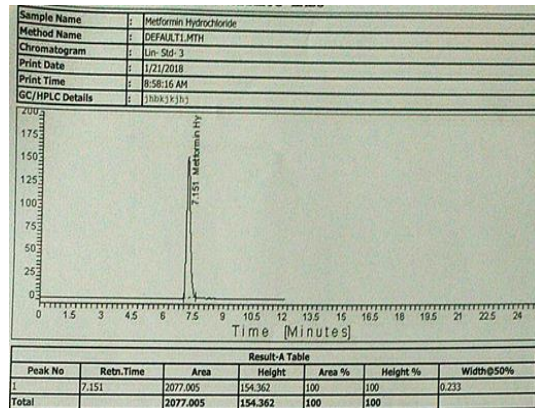 Sample Name : Metformin Hydrochloride
Method Name : DEFAULT1.MTH
Chromatogram : Lin- Std- 3
Print Date : 1/21/2018
Print Time : 8:58:16 AM
GC/HPLC Details : jhbkjkjhj
200
175
150
125
100
75
50
25
0
7.151 Metformin Hy
0 1.5 3 4.5 6 7.5 9 10.5 12 13.5 15 16.5 18 19.5 21 22.5 24
Time [Minutes]
Result-A Table
Peak No Retn.Time Area Height Area % Height % Width@50%
1 7.151 2077.005 154.362 100 100 0.233
Total 2077.005 154.362 100 100